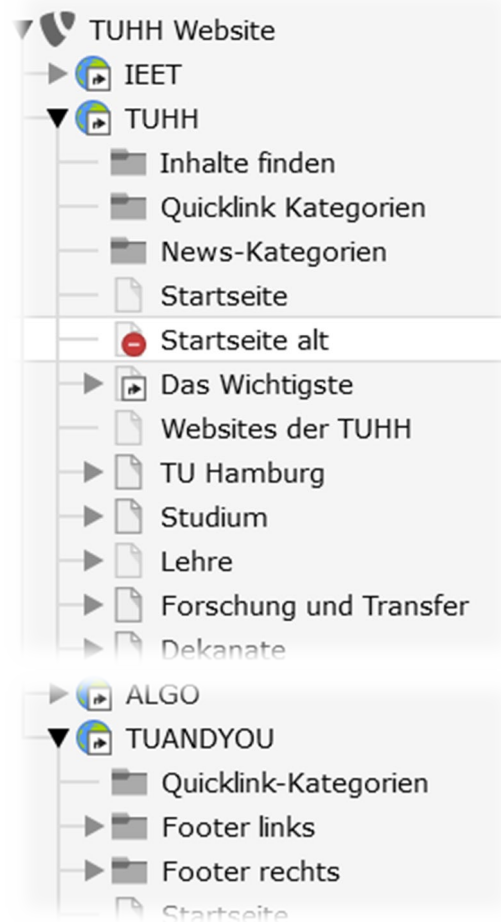 TUHH Website
IEET
TUHH
Inhalte finden
Quicklink Kategorien
News-Kategorien
Startseite
Startseite alt
Das Wichtigste
Websites der TUHH
TU Hamburg
Studium
Lehre
Forschung und Transfer
Dekanate
ALGO
TUANDYOU
Quicklink-Kategorien
Footer links
Footer rechts
Startseite